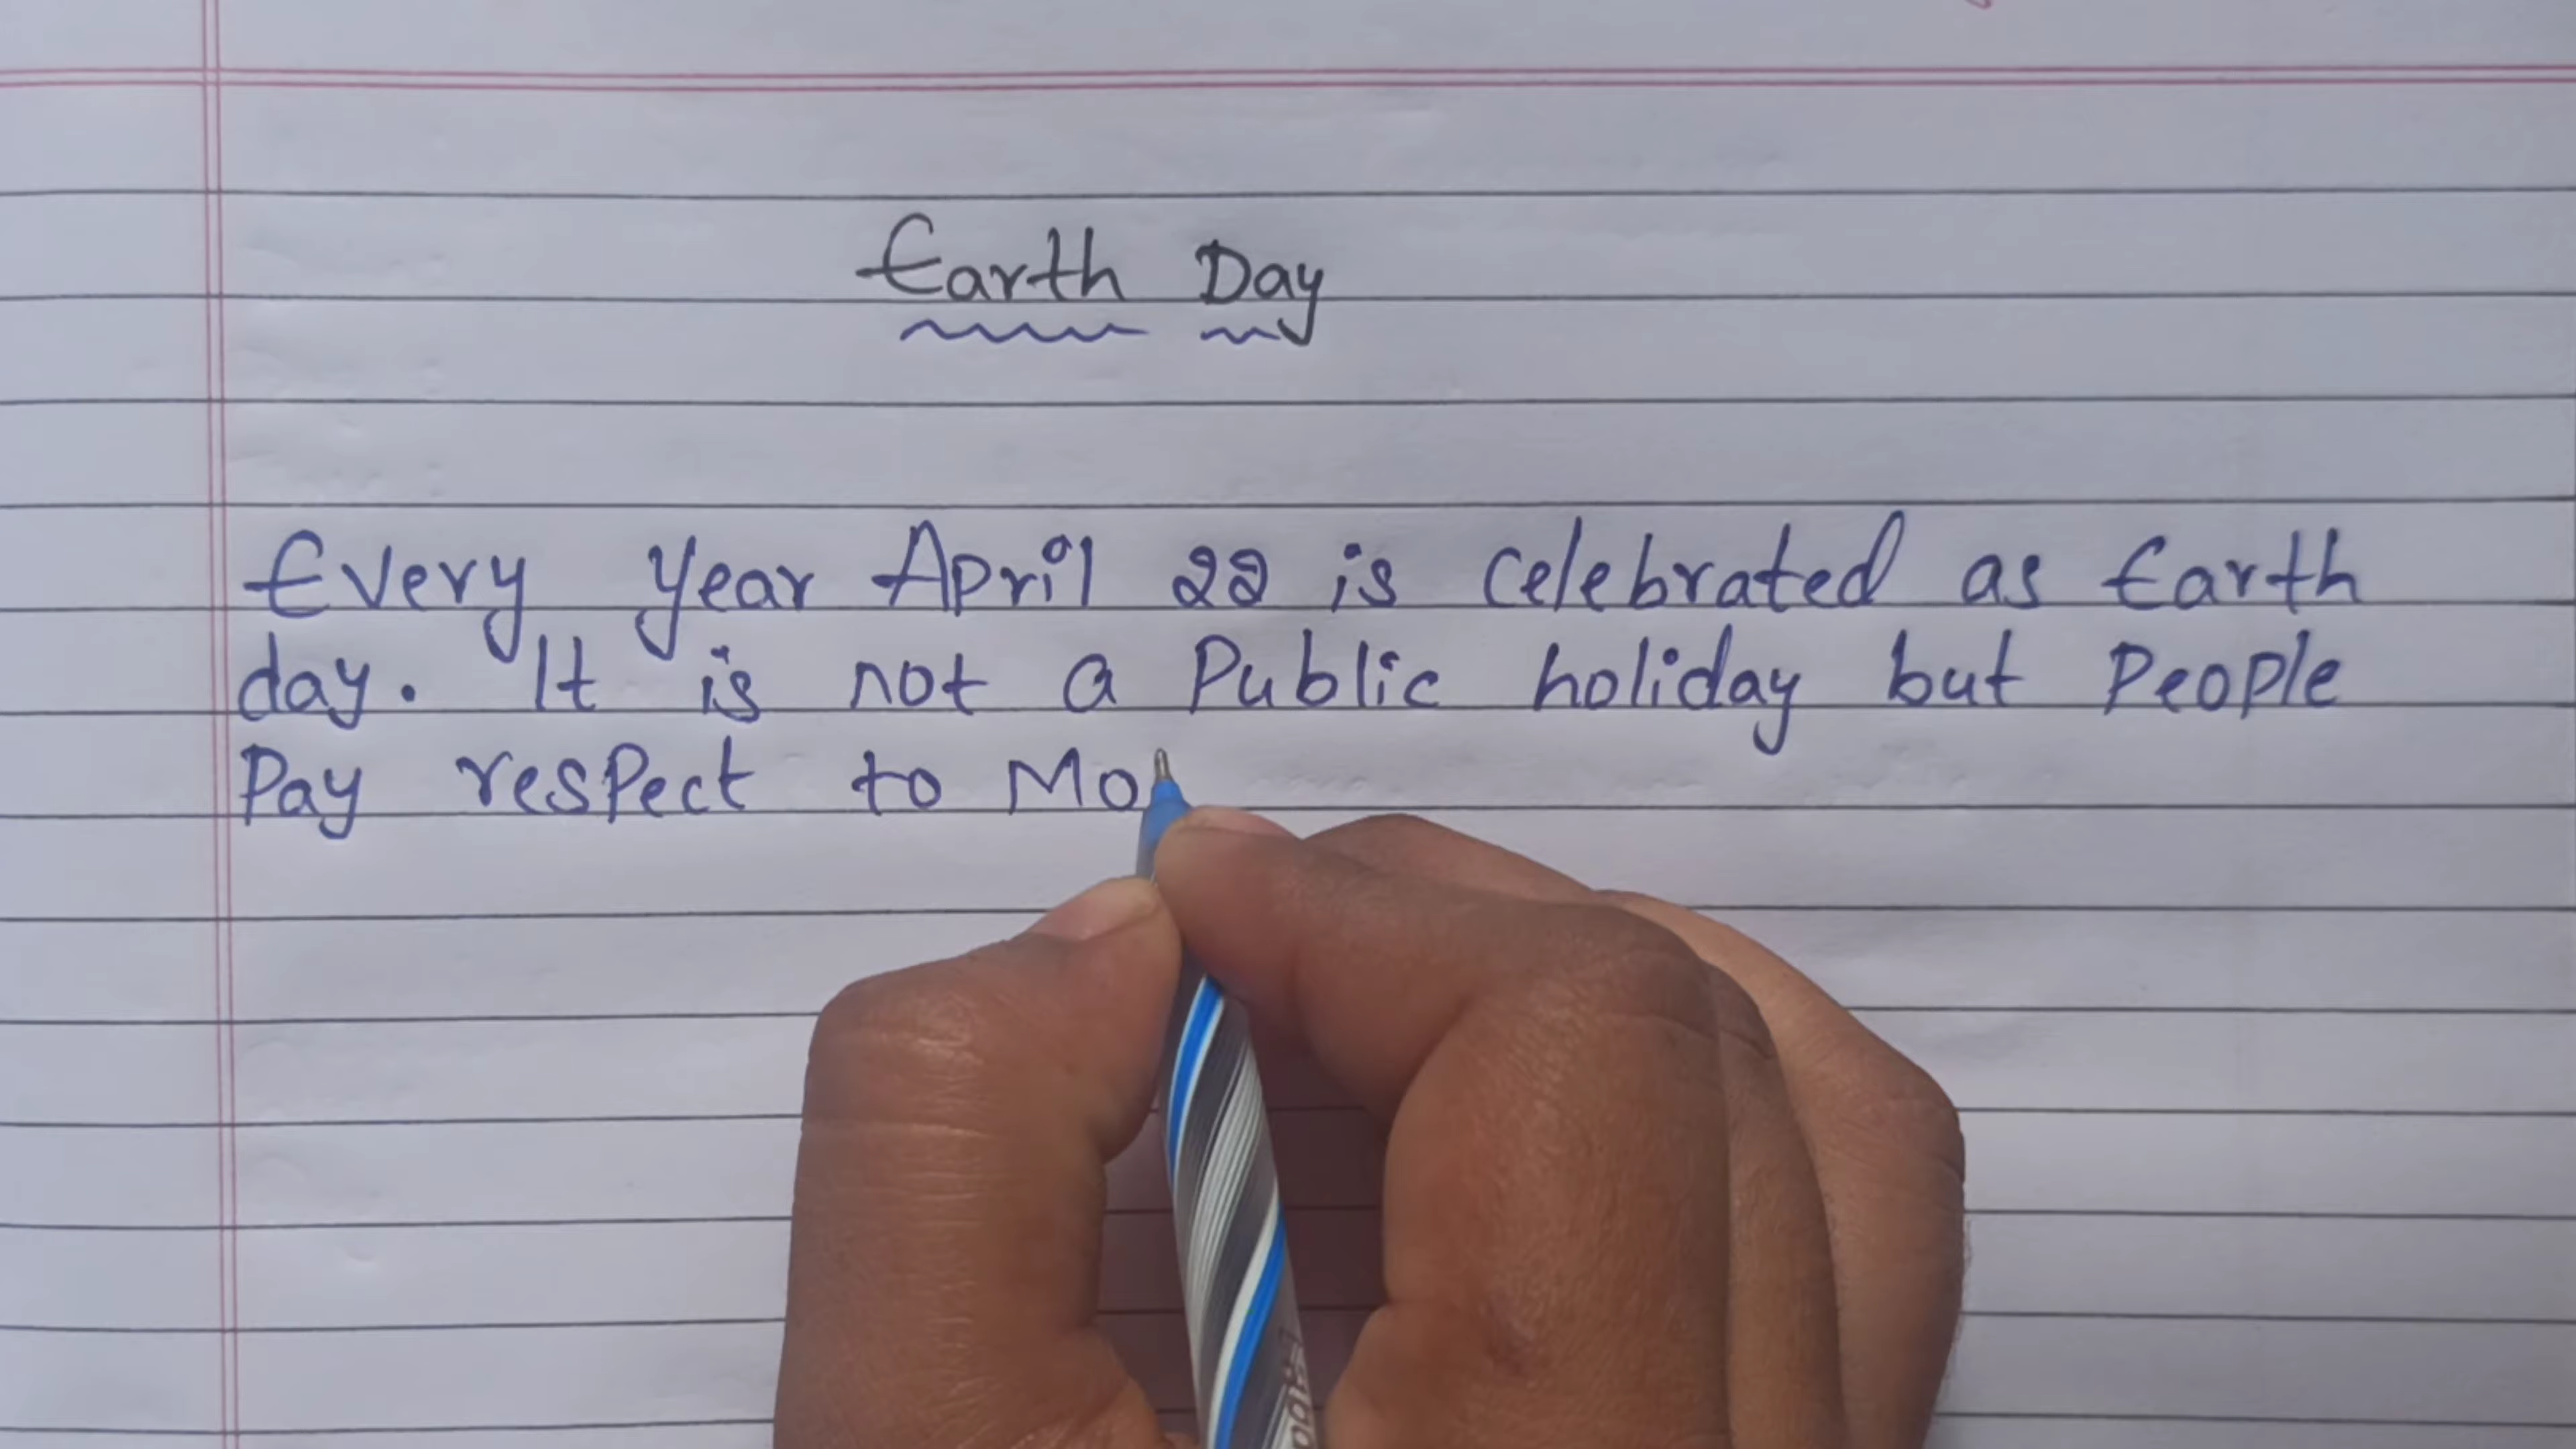 Earth Day
Every year April 22 is celebrated as Earth
day. It is not a Public holiday but People
Pay respect to Mo